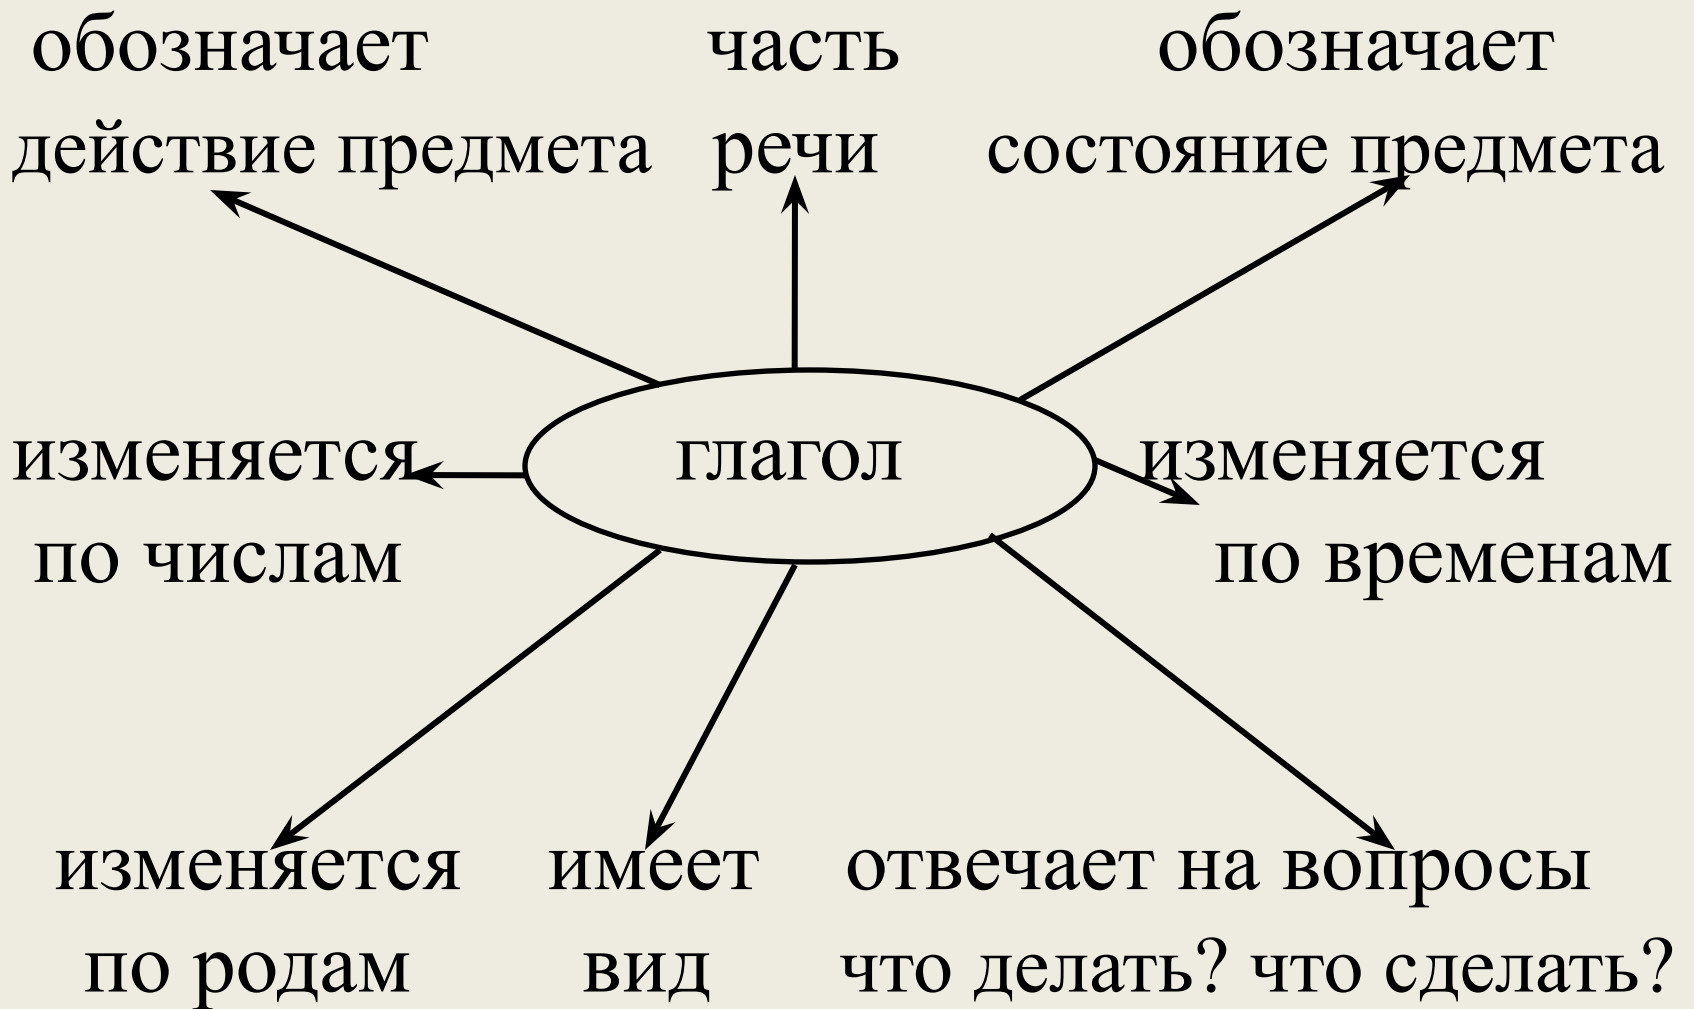 обозначает часть обозначает
действие предмета речи состояние предмета
изменяется глагол изменяется
по числам по временам
изменяется имеет отвечает на вопросы
по родам вид что делать? что сделать?